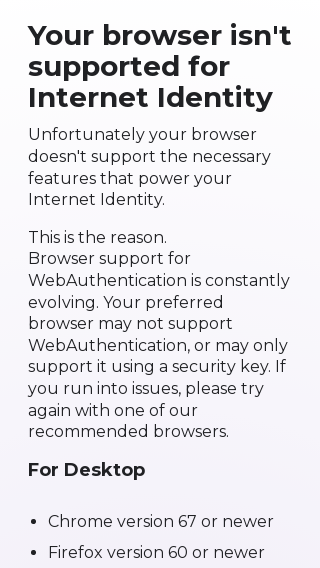 Your browser isn't
supported for
Internet Identity
Unfortunately your browser
doesn't support the necessary
features that power your
Internet Identity.
This is the reason.
Browser support for
WebAuthentication is constantly
evolving. Your preferred
browser may not support
WebAuthentication, or may only
support it using a security key. If
you run into issues, please try
again with one of our
recommended browsers.
For Desktop
• Chrome version 67 or newer
• Firefox version 60 or newer